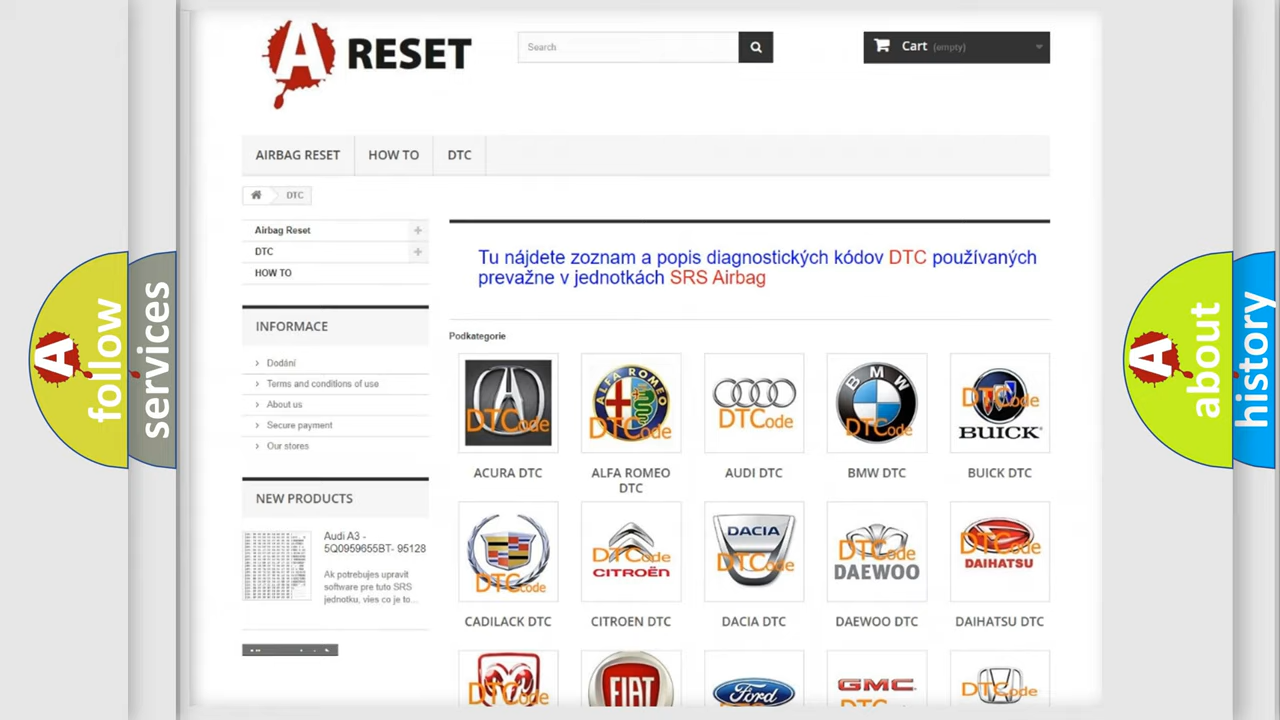 A RESET
Search
Cart (empty)
AIRBAG RESET
HOW TO
DTC
DTC
Airbag Reset
DTC
HOW TO
INFORMACE
Dodání
Terms and conditions of use
About us
Secure payment
Our stores
NEW PRODUCTS
Audi A3 -
5Q0959655BT- 95128
Ak potrebujes upravit
software pre tuto SRS
jednotku, vies co je to...
Tu nájdete zoznam a popis diagnostických kódov DTC používaných
prevažne v jednotkách SRS Airbag
Podkategorie
DTCode
ALFA ROMEO
DTCode
DTCode
BMW
DTCode
DTCode
BUICK
ACURA DTC
ALFA ROMEO
DTC
AUDI DTC
BMW DTC
BUICK DTC
DTCode
DTCode
CITROËN
DACIA
DTCode
DTCode
DAEWOO
DTCode
DAIHATSU
CADILACK DTC
CITROEN DTC
DACIA DTC
DAEWOO DTC
DAIHATSU DTC
DTCode
FIAT
Ford
GMC
DTCode
A follow
services
A about
history